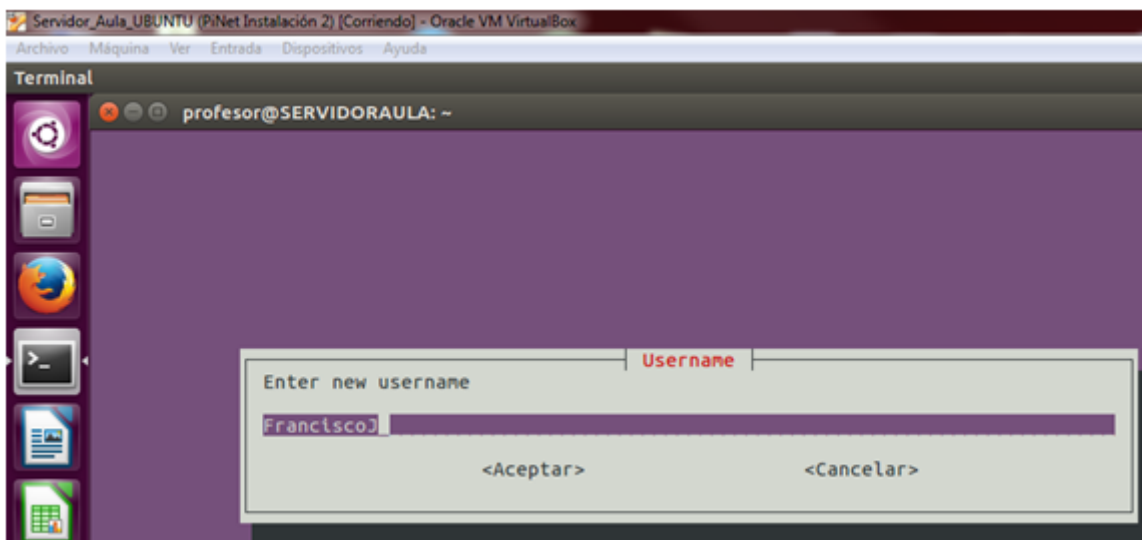 Servidor_Aula_UBUNTU (PiNet Instalación 2) [Corriendo] - Oracle VM VirtualBox
Archivo Máquina Ver Entrada Dispositivos Ayuda
Terminal
profesor@SERVIDORAULA: ~
Username
Enter new username
FranciscoJ_
<Aceptar> <Cancelar>